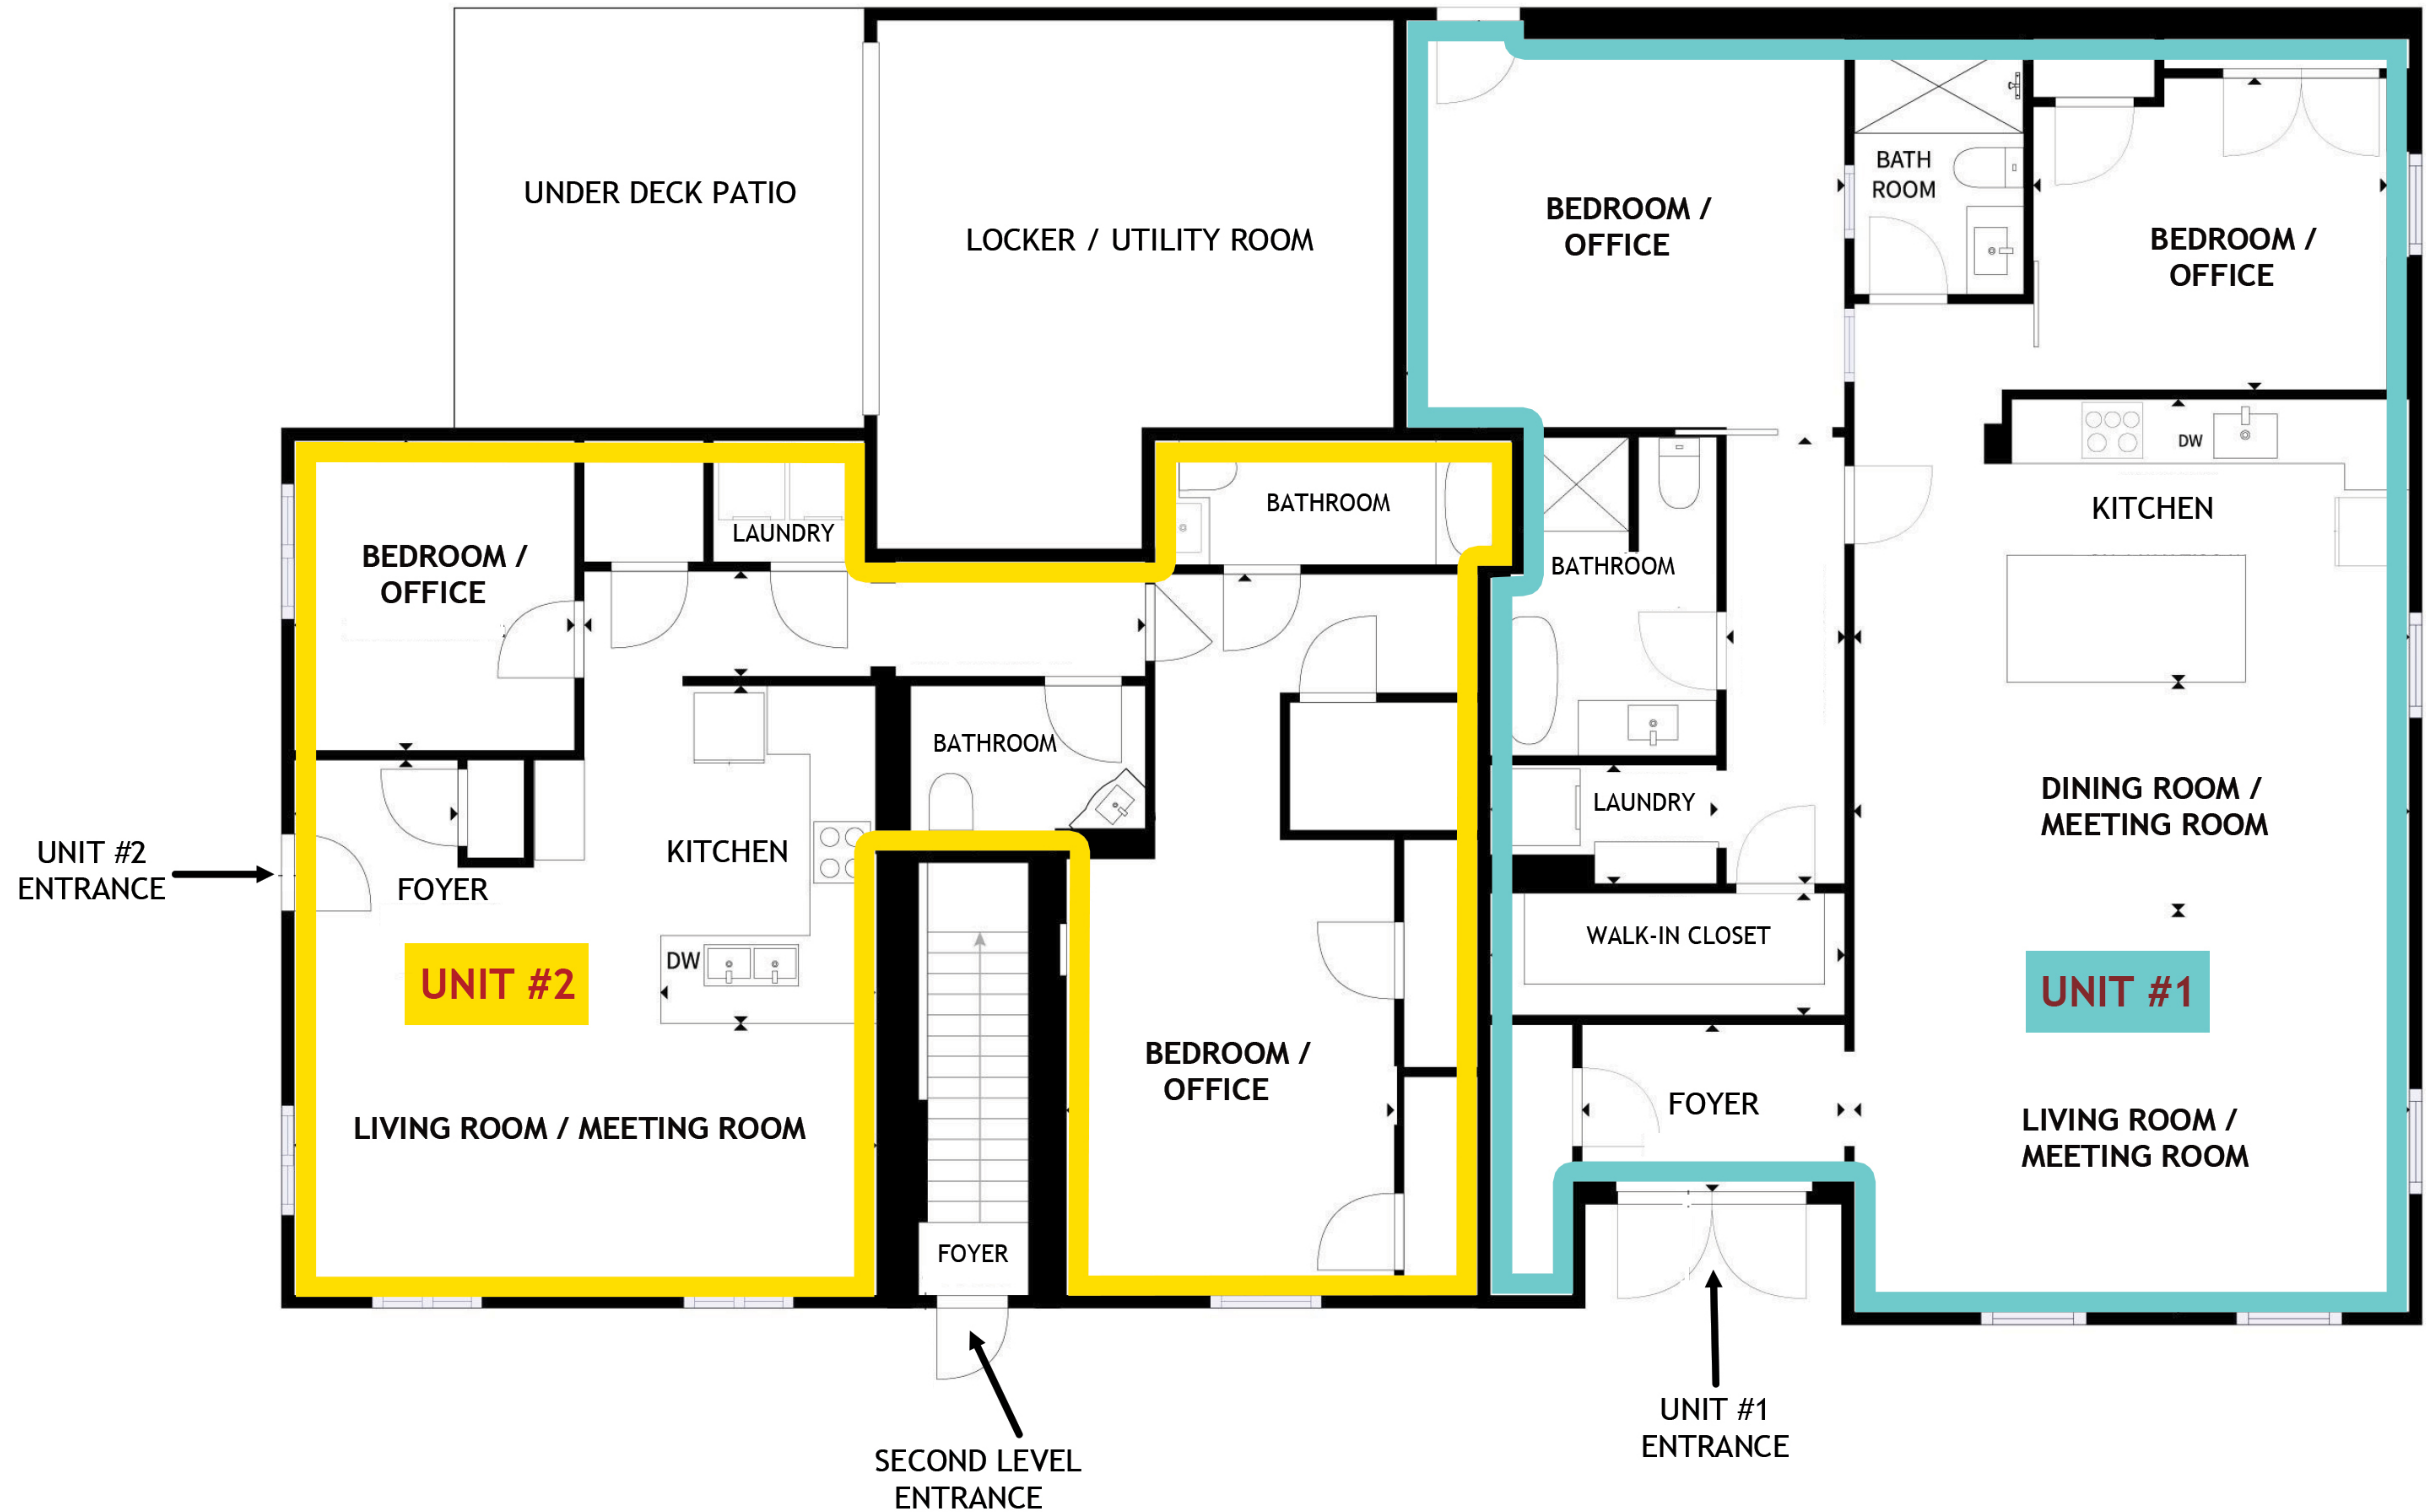 UNDER DECK PATIO
LOCKER / UTILITY ROOM
BEDROOM /
OFFICE
BATH
ROOM
BEDROOM /
OFFICE
DW
KITCHEN
BEDROOM /
OFFICE
LAUNDRY
BATHROOM
BATHROOM
BATHROOM
LAUNDRY
DINING ROOM /
MEETING ROOM
UNIT #2
ENTRANCE
FOYER
KITCHEN
DW
UNIT #2
WALK-IN CLOSET
UNIT #1
LIVING ROOM / MEETING ROOM
BEDROOM /
OFFICE
FOYER
LIVING ROOM /
MEETING ROOM
FOYER
SECOND LEVEL
ENTRANCE
UNIT #1
ENTRANCE